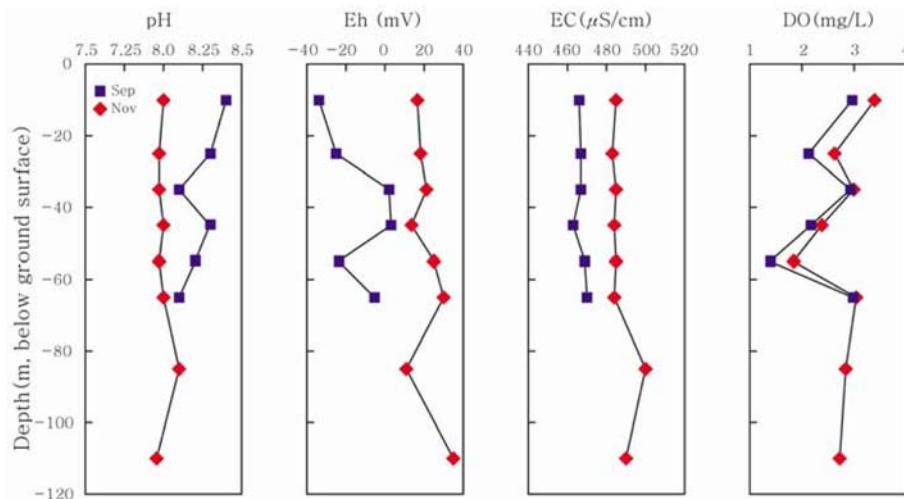 pH Eh (mV) EC(μS/cm) DO(mg/L)
7.5 8.0 8.25 8.5 -40 -20 0 20 40 440 460 480 500 520 1 2 3 4
0
Sep
Nov
-20
-40
-60
-80
-100
-120
Depth(m, below ground surface)